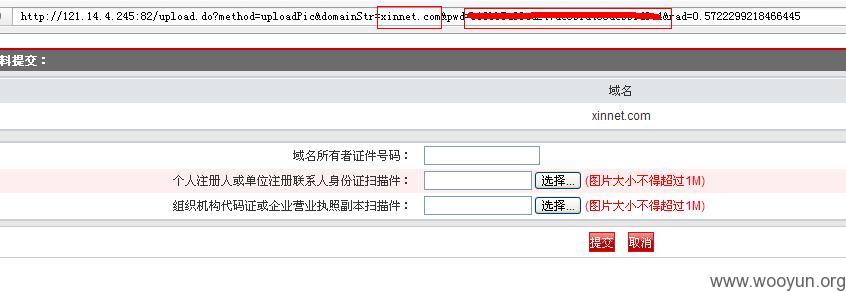 http://121.14.4.245:82/upload.do?method=uploadPic&domainStr=xinnet.com&pwd= &rad=0.5722299218466445
料提交：
域名
xinnet.com
域名所有者证件号码：
个人注册人或单位注册联系人身份证扫描件： 选择... (图片大小不得超过1M)
组织机构代码证或企业营业执照副本扫描件： 选择... (图片大小不得超过1M)
提交 取消
www.wooyun.org